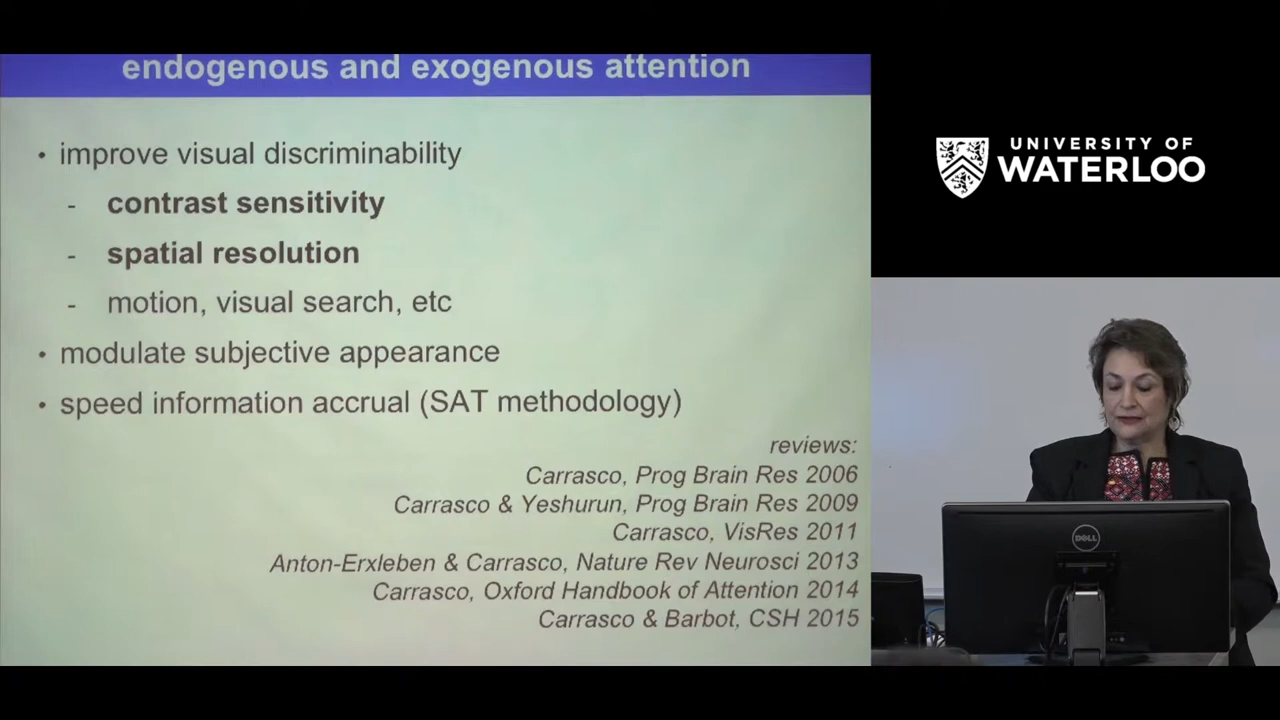 endogenous and exogenous attention
• improve visual discriminability
- contrast sensitivity
- spatial resolution
- motion, visual search, etc
• modulate subjective appearance
• speed information accrual (SAT methodology)
reviews:
Carrasco, Prog Brain Res 2006
Carrasco & Yeshurun, Prog Brain Res 2009
Carrasco, VisRes 2011
Anton-Erxleben & Carrasco, Nature Rev Neurosci 2013
Carrasco, Oxford Handbook of Attention 2014
Carrasco & Barbot, CSH 2015
UNIVERSITY OF
WATERLOO
DELL